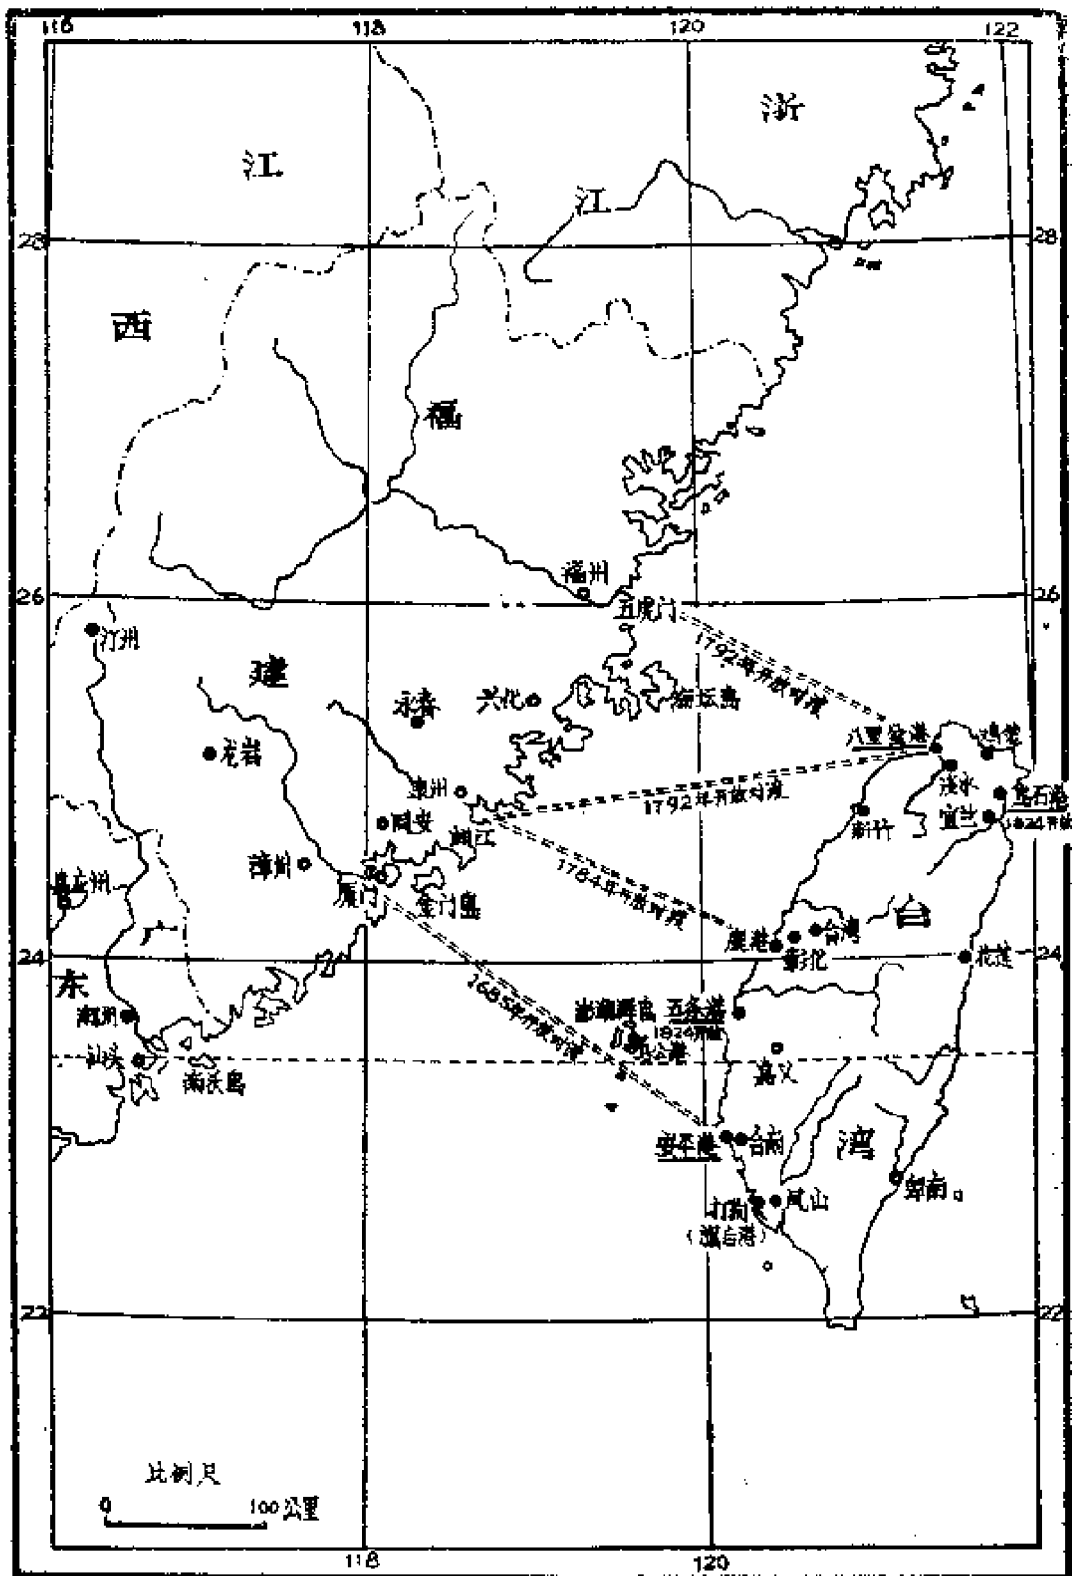 116 118 120 122
浙
江
江
28 28
西
福
福州
26 26
五虎门
汀州
1792年开放对渡
建
永春
兴化
海坛岛
龙岩
八里坌港
鸡笼
淡水
泉州
1792年开放对渡
乌石港
1824开放
宜兰
新竹
同安
蚶江
漳州
1784年开放对渡
厦门
金门岛
台
鹿港
台湾
彰化
24
花莲
东
1685年开放对渡
澎湖群岛
五条港
1824开放
潮州
汕头
南沃岛
嘉义
安平港
台南
湾
卑南
打狗
凤山
(旗后港)
22 22
比例尺
0 100公里
118 120